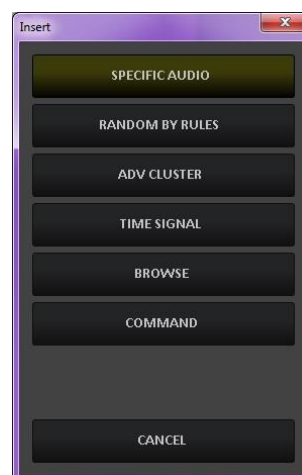 Insert
SPECIFIC AUDIO
RANDOM BY RULES
ADV CLUSTER
TIME SIGNAL
BROWSE
COMMAND
CANCEL